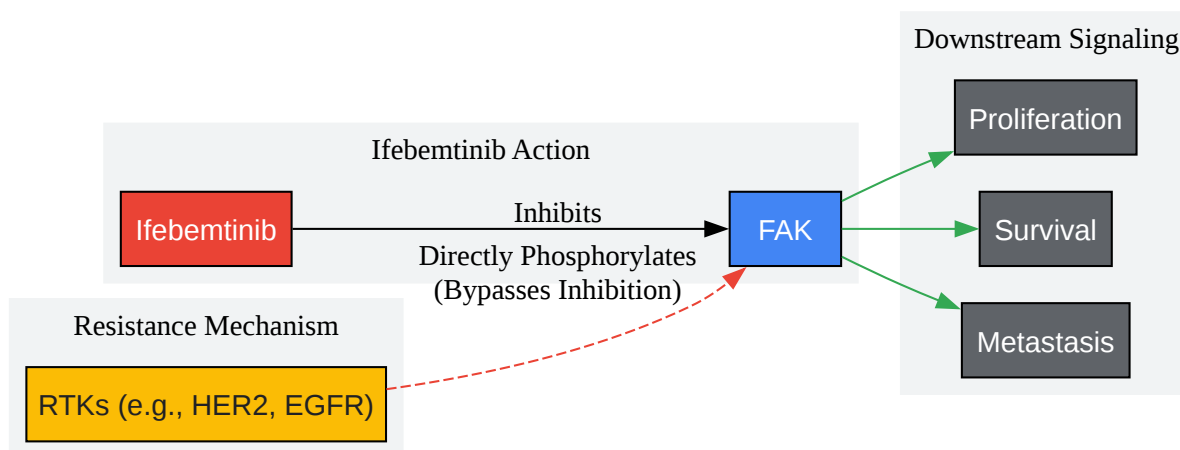 Downstream Signaling
Proliferation
Ifebemtinib Action
Ifebemtinib
Inhibits
FAK
Survival
Directly Phosphorylates
(Bypasses Inhibition)
Metastasis
Resistance Mechanism
RTKs (e.g., HER2, EGFR)